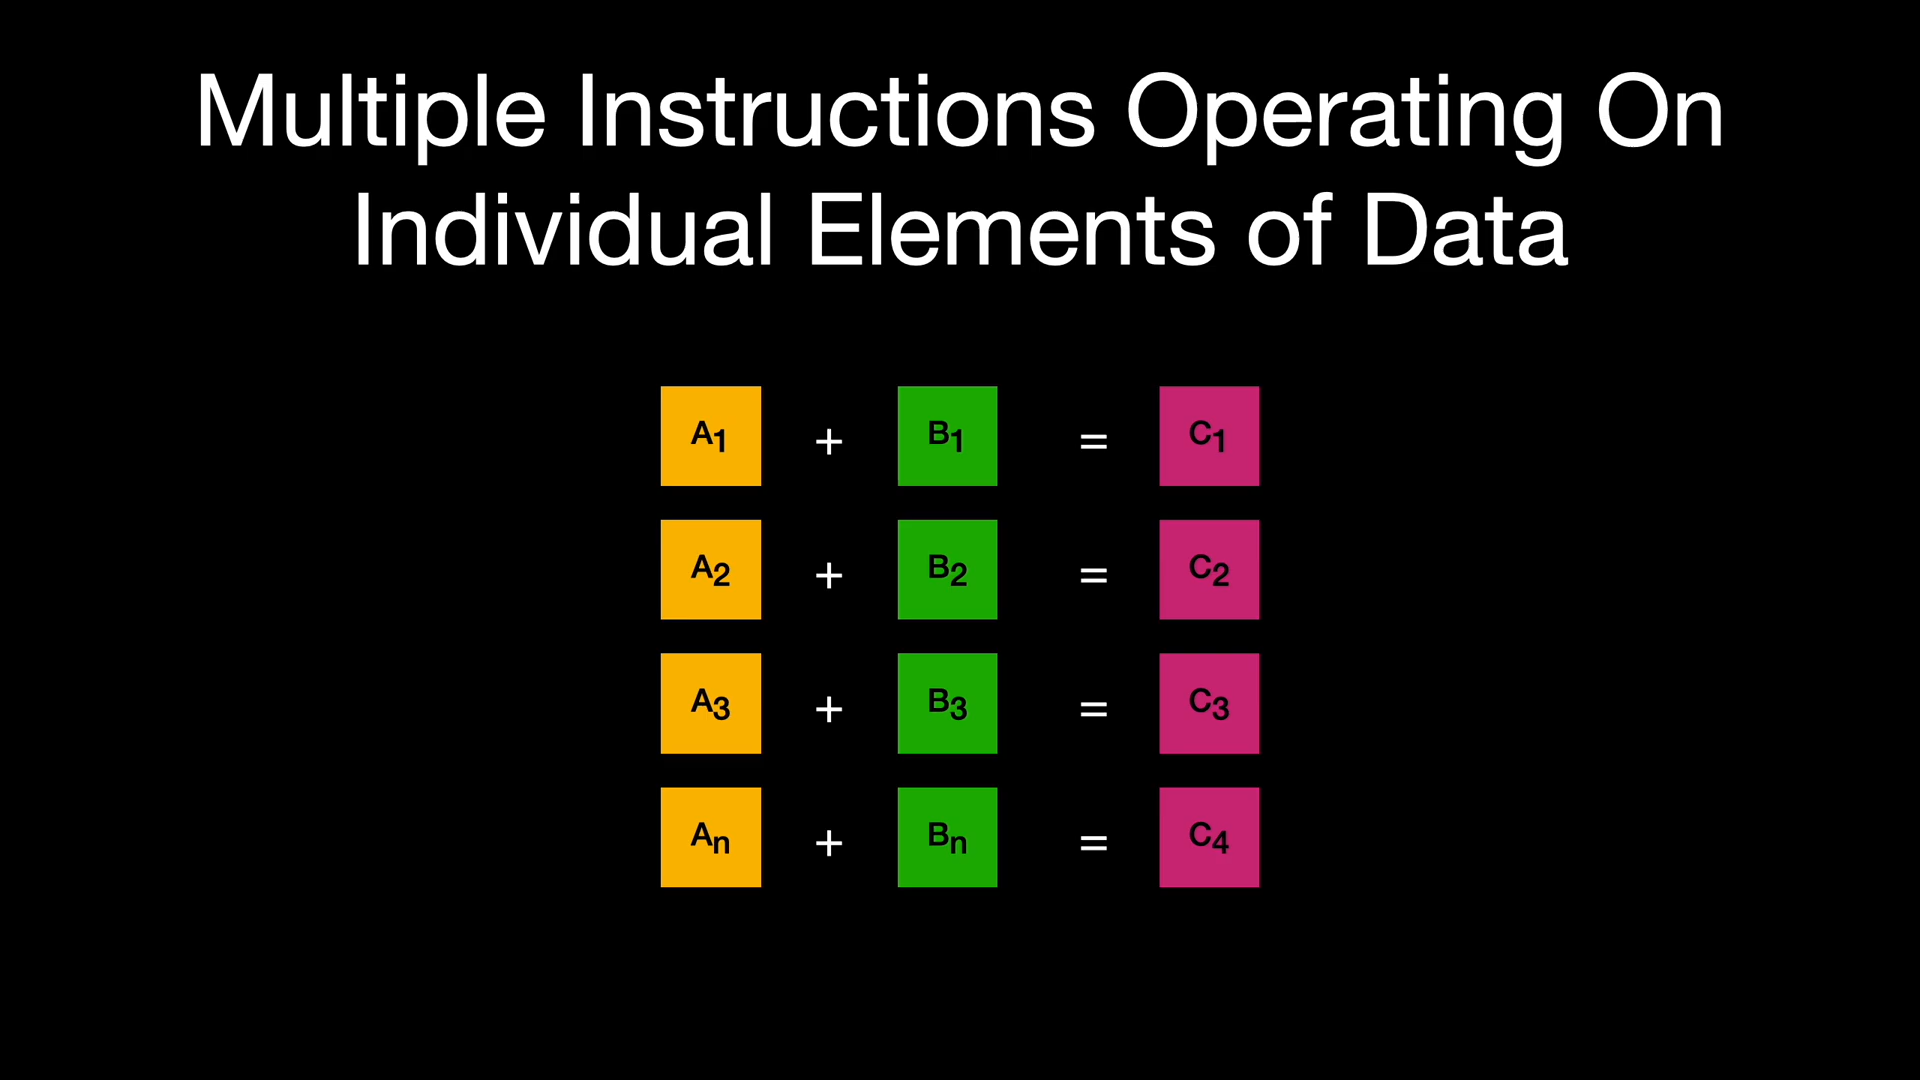 Multiple Instructions Operating On
Individual Elements of Data
A1 + B1 = C1
A2 + B2 = C2
A3 + B3 = C3
An + Bn = C4